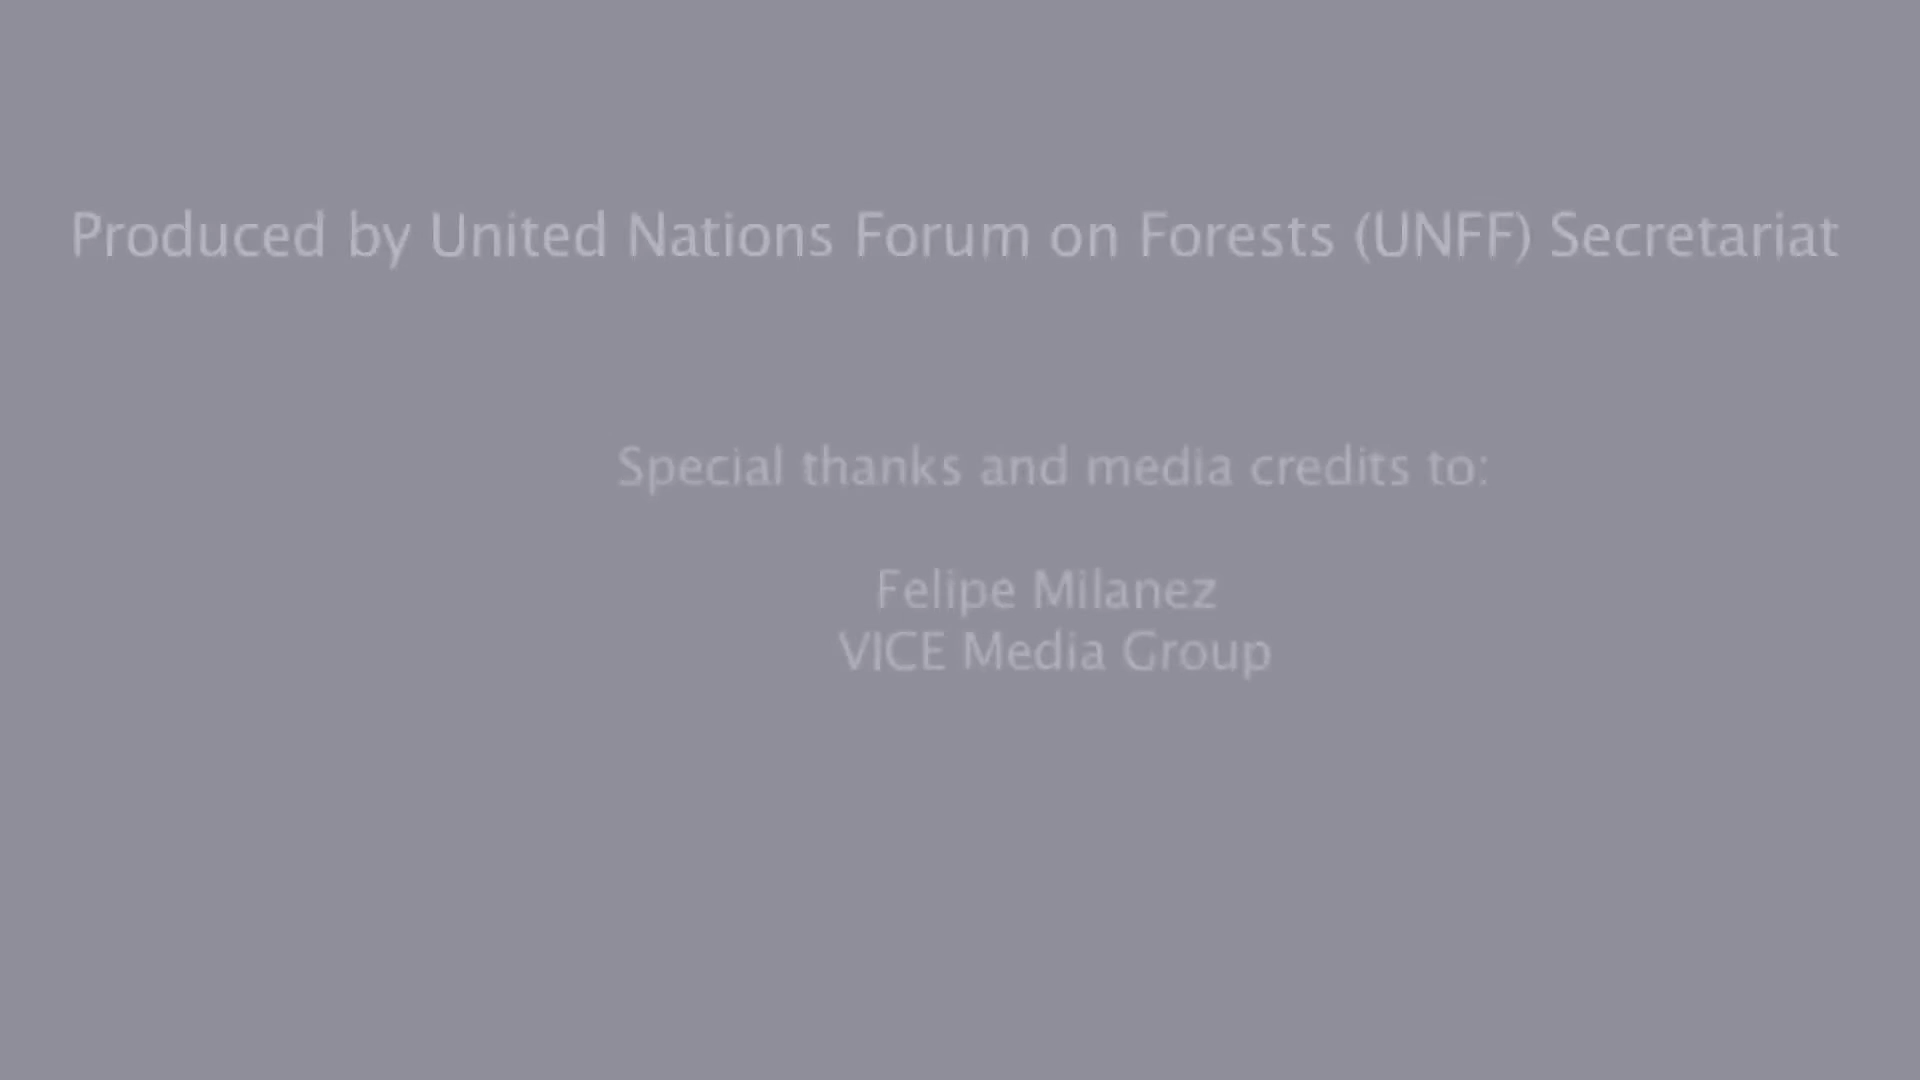 Produced by United Nations Forum on Forests (UNFF) Secretariat
Special thanks and media credits to:
Felipe Milanez
VICE Media Group